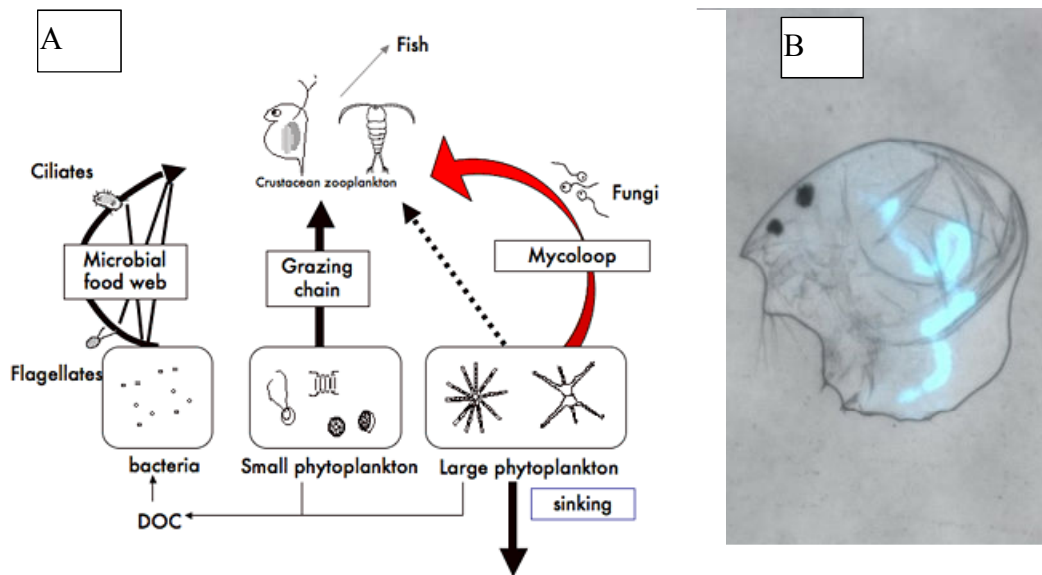 A
B
Fish
Ciliates
Crustacean zooplankton
Fungi
Microbial
food web
Grazing
chain
Mycoloop
Flagellates
bacteria
Small phytoplankton
Large phytoplankton
sinking
DOC